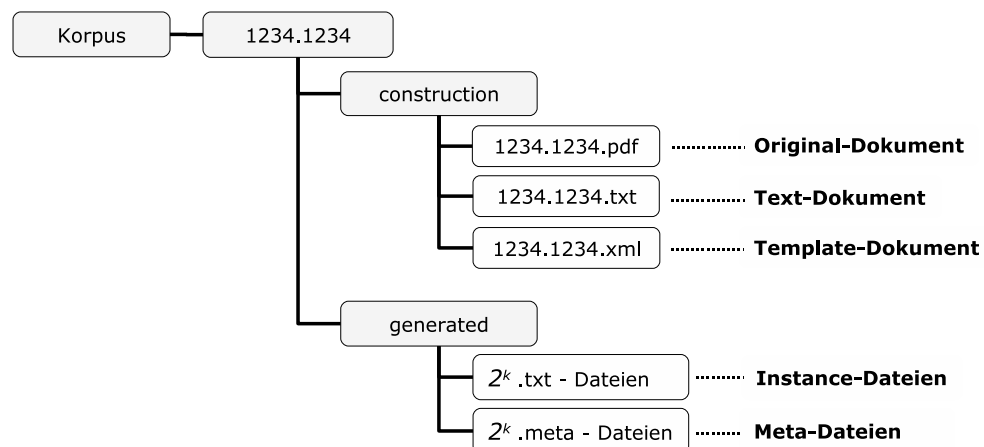 Korpus 1234.1234
construction
1234.1234.pdf Original-Dokument
1234.1234.txt Text-Dokument
1234.1234.xml Template-Dokument
generated
2ᵏ .txt - Dateien Instance-Dateien
2ᵏ .meta - Dateien Meta-Dateien